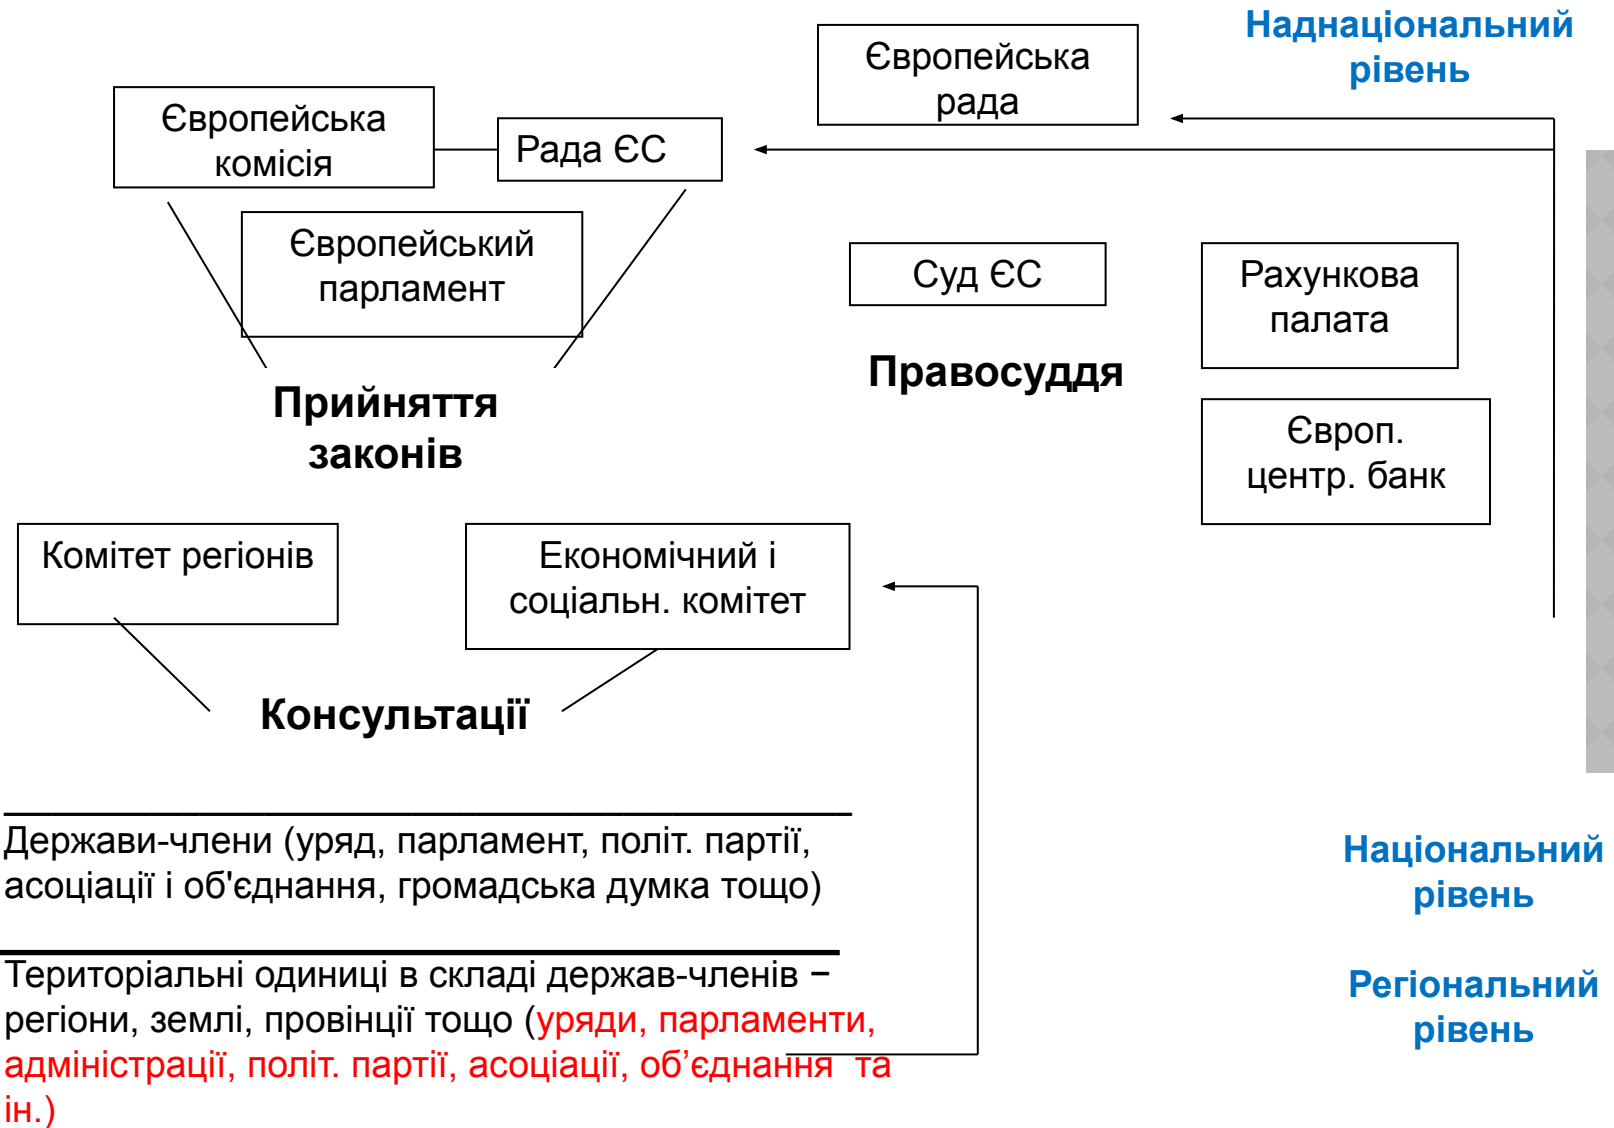 Наднаціональний
рівень
Європейська
рада
Європейська
комісія
Рада ЄС
Європейський
парламент
Суд ЄС
Рахункова
палата
Правосуддя
Прийняття
законів
Європ.
центр. банк
Комітет регіонів
Економічний і
соціальн. комітет
Консультації
Держави-члени (уряд, парламент, політ. партії,
асоціації і об'єднання, громадська думка тощо)
Національний
рівень
Територіальні одиниці в складі держав-членів −
регіони, землі, провінції тощо (уряди, парламенти,
адміністрації, політ. партії, асоціації, об’єднання та
ін.)
Регіональний
рівень